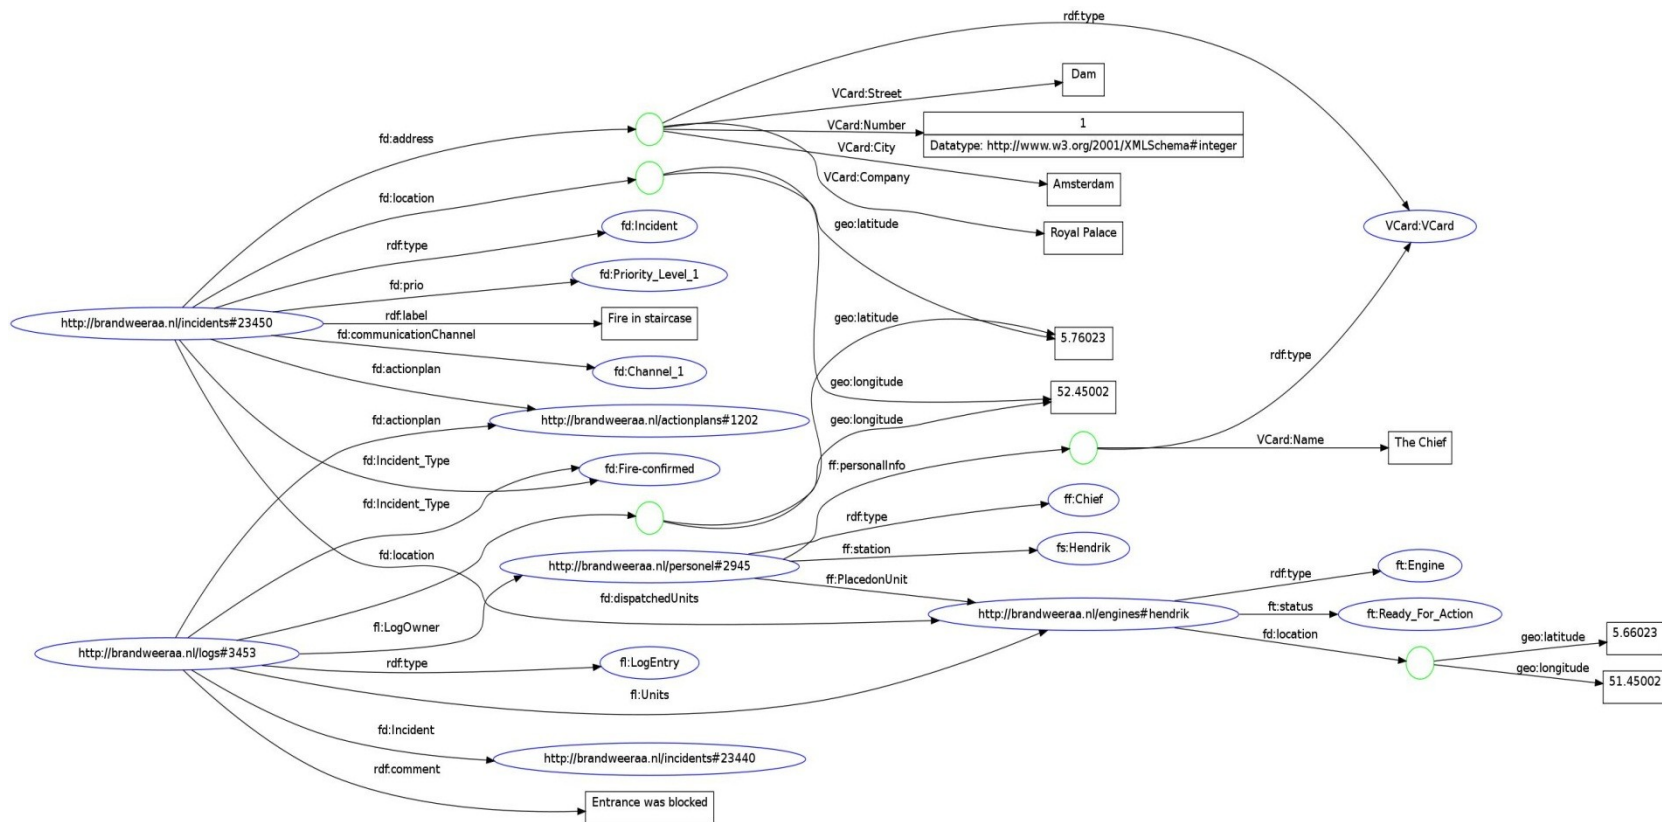 rdf:type
Dam
VCard:Street
1
VCard:Number
fd:address
Datatype: http://www.w3.org/2001/XMLSchema#integer
VCard:City
VCard:Company
Amsterdam
fd:location
geo:latitude
fd:Incident
VCard:VCard
Royal Palace
rdf:type
fd:Priority_Level_1
fd:prio
rdf:label
Fire in staircase
geo:latitude
http://brandweeraa.nl/incidents#23450
fd:communicationChannel
5.76023
rdf:type
fd:actionplan
fd:Channel_1
geo:longitude
52.45002
fd:actionplan
http://brandweeraa.nl/actionplans#1202
geo:longitude
VCard:Name
The Chief
fd:Incident_Type
fd:Fire-confirmed
ff:personalInfo
fd:Incident_Type
ff:Chief
rdf:type
fd:location
ff:station
fs:Hendrik
http://brandweeraa.nl/personel#2945
ft:Engine
rdf:type
ff:PlacedonUnit
fd:dispatchedUnits
http://brandweeraa.nl/engines#hendrik
ft:status
ft:Ready_For_Action
fl:LogOwner
fd:location
geo:latitude
5.66023
http://brandweeraa.nl/logs#3453
rdf:type
fl:LogEntry
geo:longitude
51.45002
fl:Units
fd:Incident
http://brandweeraa.nl/incidents#23440
rdf:comment
Entrance was blocked